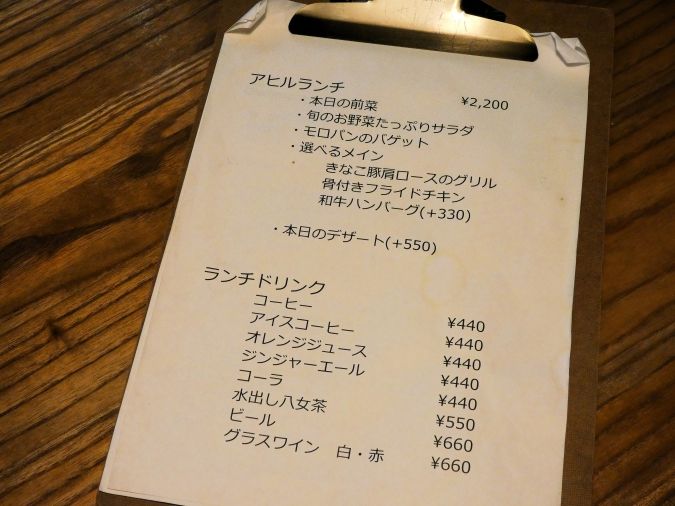 アヒルランチ ¥2,200
・本日の前菜
・旬のお野菜たっぷりサラダ
・モロパンのバゲット
・選べるメイン
きなこ豚肩ロースのグリル
骨付きフライドチキン
和牛ハンバーグ(+330)
・本日のデザート(+550)
ランチドリンク
コーヒー ¥440
アイスコーヒー ¥440
オレンジジュース ¥440
ジンジャーエール ¥440
コーラ ¥440
水出し八女茶 ¥550
ビール ¥660
グラスワイン 白・赤 ¥660